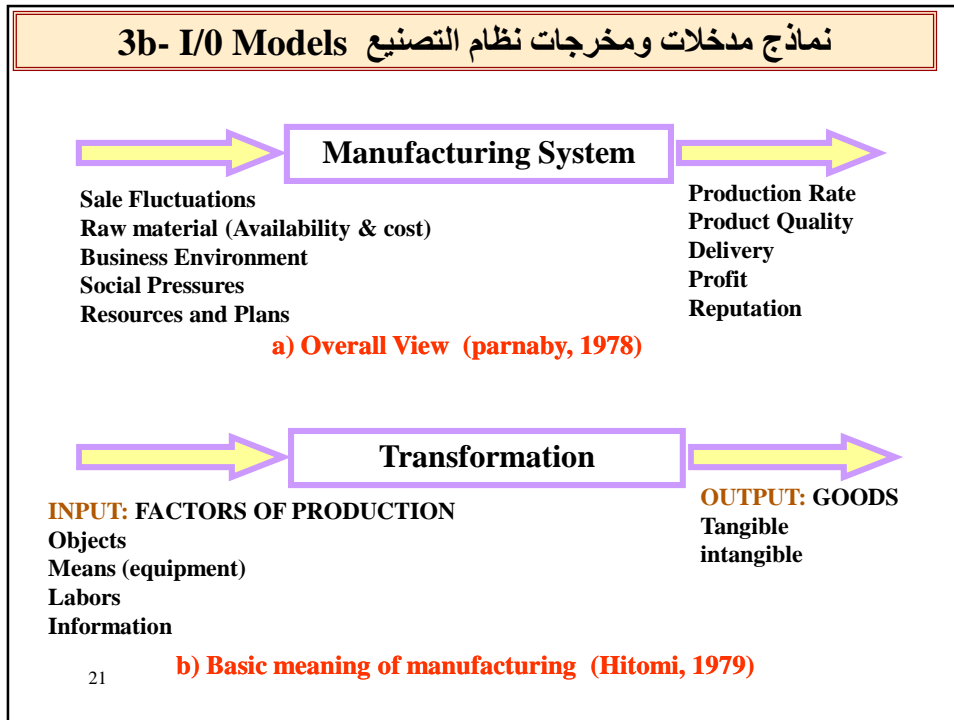 3b- I/0 Models نماذج مدخلات ومخرجات نظام التصنيع
Manufacturing System
Sale Fluctuations
Raw material (Availability & cost)
Business Environment
Social Pressures
Resources and Plans
Production Rate
Product Quality
Delivery
Profit
Reputation
a) Overall View (parnaby, 1978)
Transformation
INPUT: FACTORS OF PRODUCTION
Objects
Means (equipment)
Labors
Information
OUTPUT: GOODS
Tangible
intangible
b) Basic meaning of manufacturing (Hitomi, 1979)
21